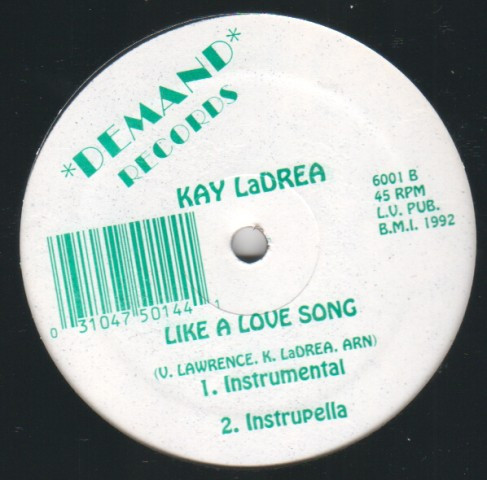 *DEMAND*
RECORDS
KAY LaDREA
6001 B
45 RPM
L.V. PUB.
B.M.I. 1992
0 31047 50144 1
LIKE A LOVE SONG
(V. LAWRENCE, K. LaDREA, ARN)
1. Instrumental
2. Instrupella